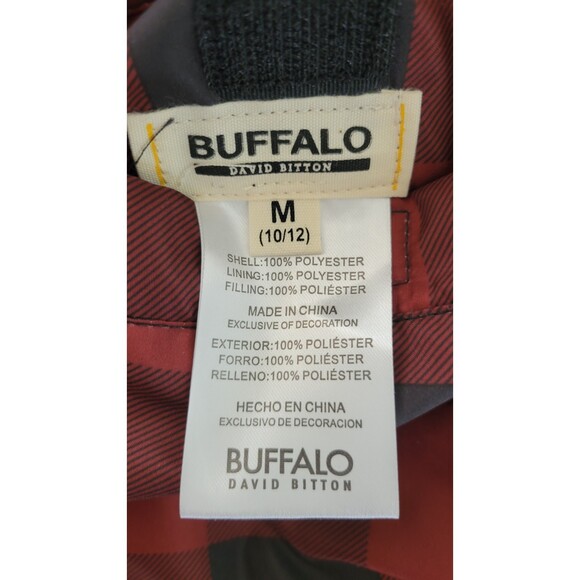 BUFFALO
DAVID BITTON
M
(10/12)
SHELL:100% POLYESTER
LINING:100% POLYESTER
FILLING:100% POLIÉSTER
MADE IN CHINA
EXCLUSIVE OF DECORATION
EXTERIOR:100% POLIÉSTER
FORRO:100% POLIÉSTER
RELLENO:100% POLIÉSTER
HECHO EN CHINA
EXCLUSIVO DE DECORACION
BUFFALO
DAVID BITTON